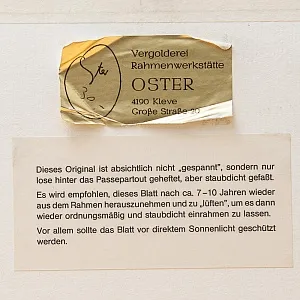 Vergolderei
Rahmenwerkstätte
OSTER
4190 Kleve
Große Straße 20
Dieses Original ist absichtlich nicht „gespannt", sondern nur
lose hinter das Passepartout geheftet, aber staubdicht gefaßt.
Es wird empfohlen, dieses Blatt nach ca. 7–10 Jahren wieder
aus dem Rahmen herauszunehmen und zu „lüften", um es dann
wieder ordnungsmäßig und staubdicht einrahmen zu lassen.
Vor allem sollte das Blatt vor direktem Sonnenlicht geschützt
werden.